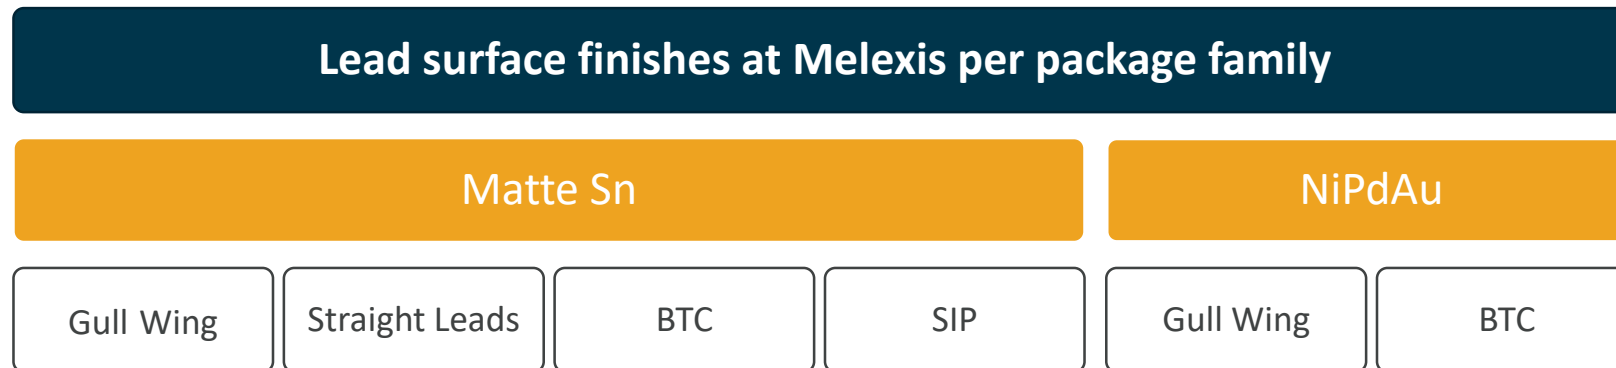 Lead surface finishes at Melexis per package family
Matte Sn
NiPdAu
Gull Wing
Straight Leads
BTC
SIP
Gull Wing
BTC